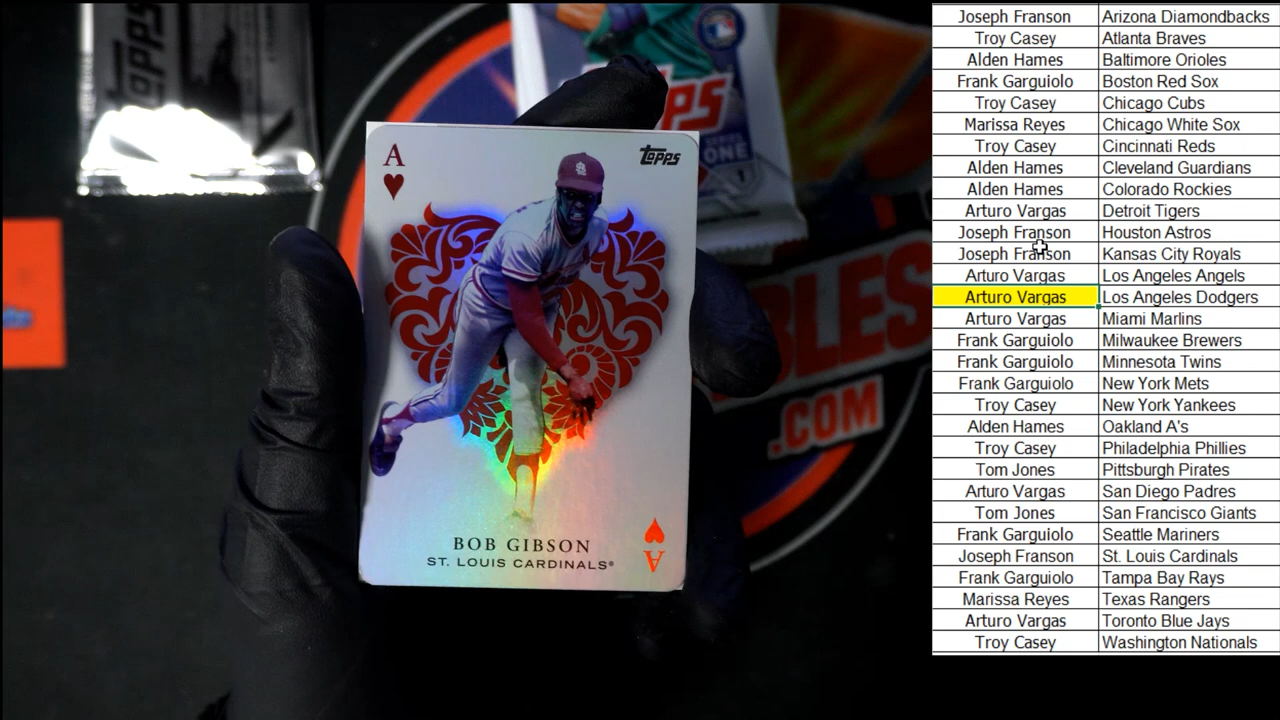 TOPPS
TOPPS
ONE
BLES
.COM
A
TOPPS
BOB GIBSON
ST. LOUIS CARDINALS®
A
Joseph Franson Arizona Diamondbacks
Troy Casey Atlanta Braves
Alden Hames Baltimore Orioles
Frank Garguiolo Boston Red Sox
Troy Casey Chicago Cubs
Marissa Reyes Chicago White Sox
Troy Casey Cincinnati Reds
Alden Hames Cleveland Guardians
Alden Hames Colorado Rockies
Arturo Vargas Detroit Tigers
Joseph Franson Houston Astros
Joseph Franson Kansas City Royals
Arturo Vargas Los Angeles Angels
Arturo Vargas Los Angeles Dodgers
Arturo Vargas Miami Marlins
Frank Garguiolo Milwaukee Brewers
Frank Garguiolo Minnesota Twins
Frank Garguiolo New York Mets
Troy Casey New York Yankees
Alden Hames Oakland A's
Troy Casey Philadelphia Phillies
Tom Jones Pittsburgh Pirates
Arturo Vargas San Diego Padres
Tom Jones San Francisco Giants
Frank Garguiolo Seattle Mariners
Joseph Franson St. Louis Cardinals
Frank Garguiolo Tampa Bay Rays
Marissa Reyes Texas Rangers
Arturo Vargas Toronto Blue Jays
Troy Casey Washington Nationals